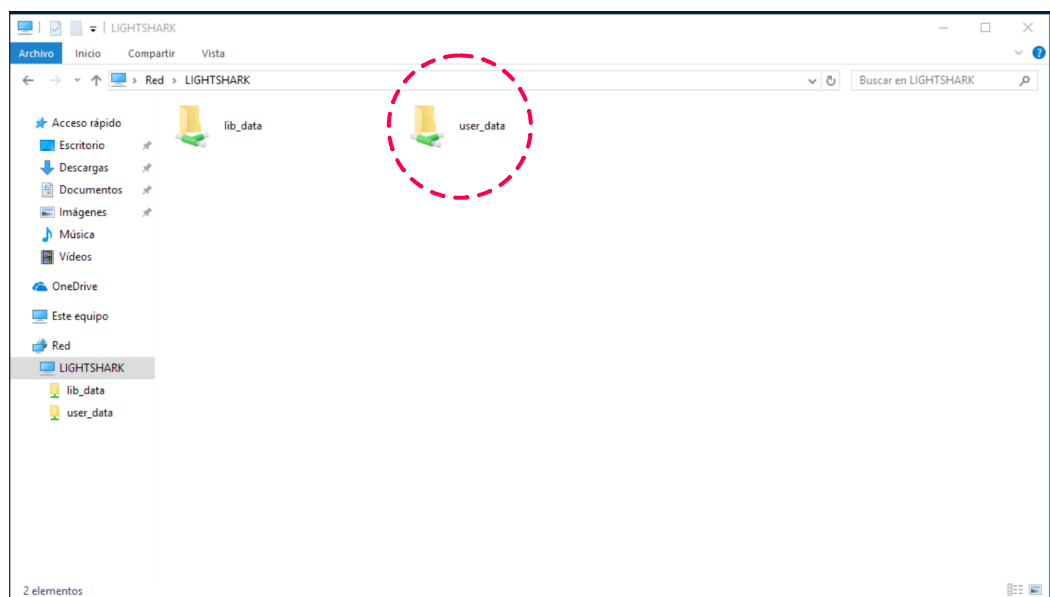 LIGHTSHARK
Archivo Inicio Compartir Vista
Red > LIGHTSHARK
Buscar en LIGHTSHARK
Acceso rápido
Escritorio
Descargas
Documentos
Imágenes
Música
Vídeos
OneDrive
Este equipo
Red
LIGHTSHARK
lib_data
user_data
lib_data
user_data
2 elementos